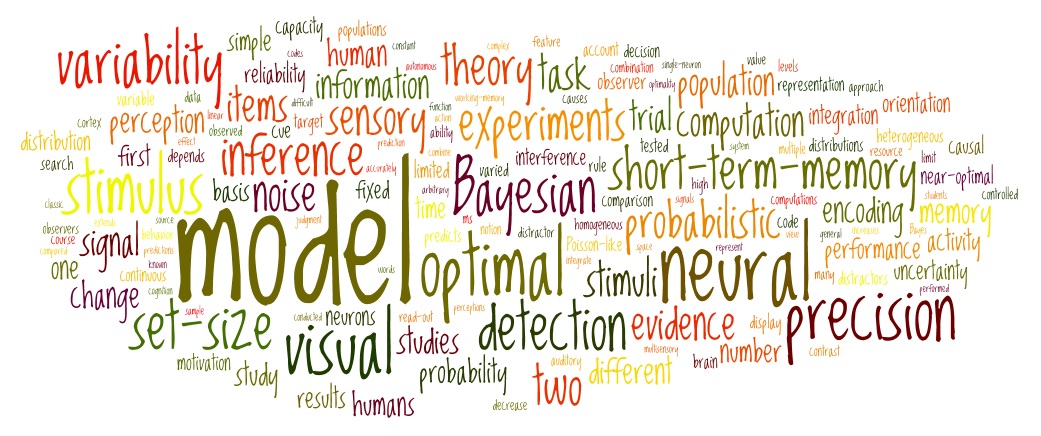 populations
capacity
simple
codes
human
constant
complex
feature
account
decision
variability
reliability
information
autonomous
theory
task
combination
single-neuron
value
levels
observer
optimality
population
representation
approach
variable
data
items
difficult
working-memory
causes
cortex
perception
linear
target
sensory
function
action
experiments
trial
computation
integration
orientation
distribution
observed
effect
cue
prediction
ability
tested
system
multiple
distributions
heterogeneous
resource
causal
search
first
depends
inference
accurately
combine
limited
interference
rule
short-term-memory
limit
near-optimal
stimulus
basis
noise
fixed
arbitrary
Bayesian
varied
comparison
high
signals
computations
students
controlled
classic
time
ms
homogeneous
probabilistic
code
view
encoding
memory
observers
extends
source
judgment
model
notion
distractor
general
increases
Bayes
course
signal
behavior
predicts
Poisson-like
space
represent
performance
activity
compared
predictions
known
optimal
integrate
stimuli
neural
many
distractors
uncertainty
one
continuous
cognition
words
performed
change
sample
perceptions
precision
set-size
conducted
neurons
read-out
detection
evidence
display
visual
studies
multisensory
brain
number
contrast
motivation
study
probability
auditory
different
two
results
humans
decrease